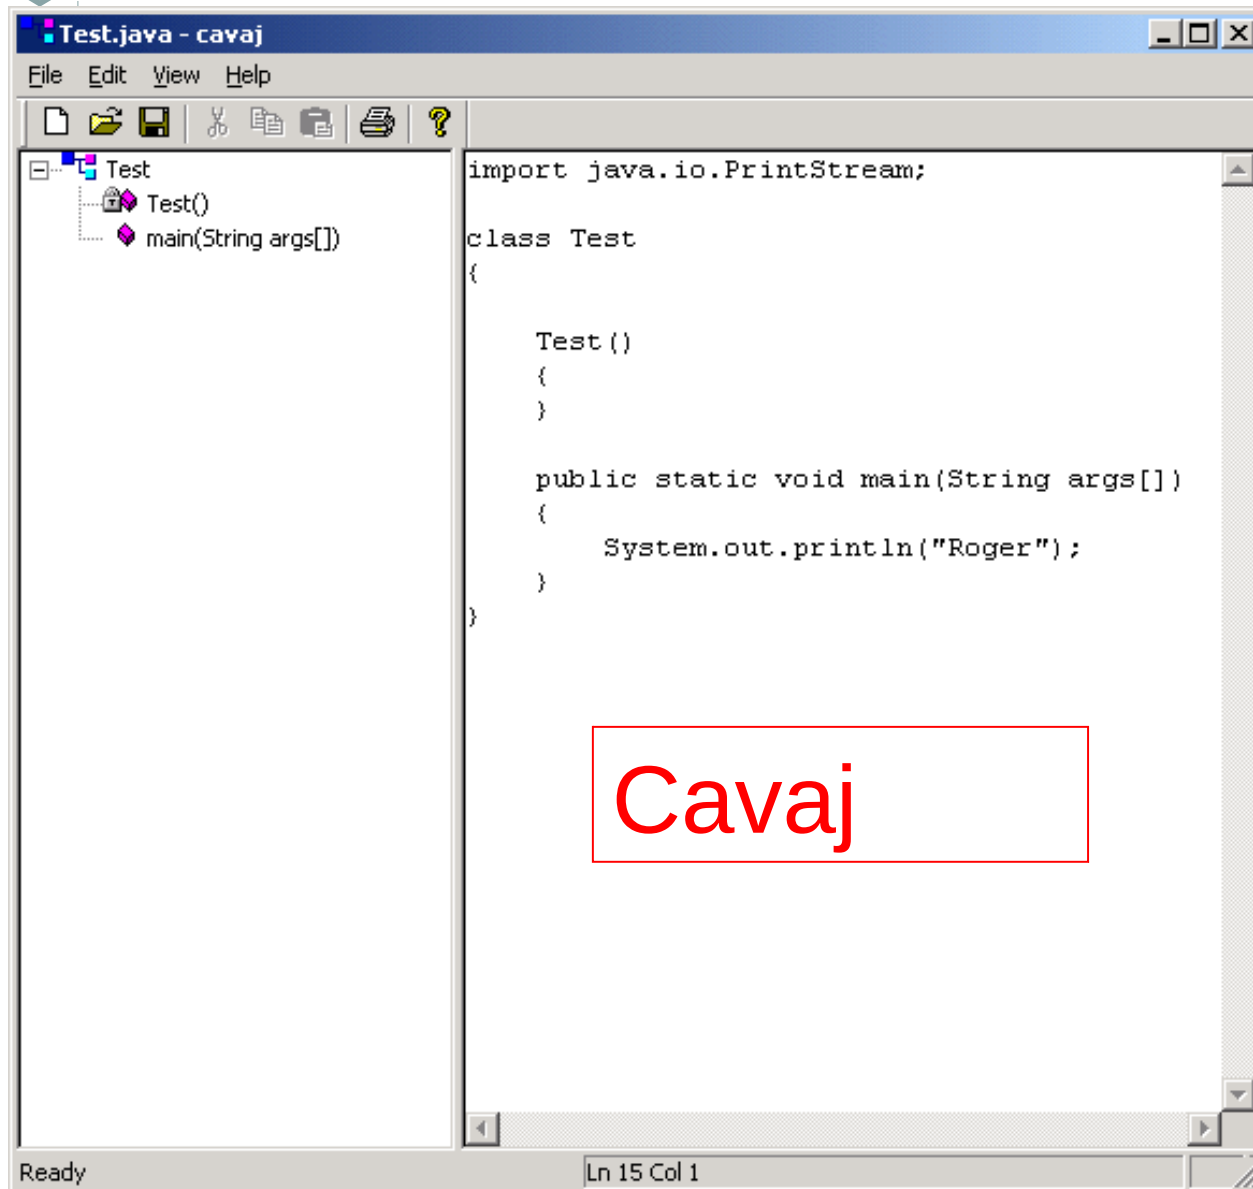 Test.java - cavaj
File Edit View Help
Test
Test()
main(String args[])
import java.io.PrintStream;
class Test
{
Test()
{
}
public static void main(String args[])
{
System.out.println("Roger");
}
}
Cavaj
Ready
Ln 15 Col 1